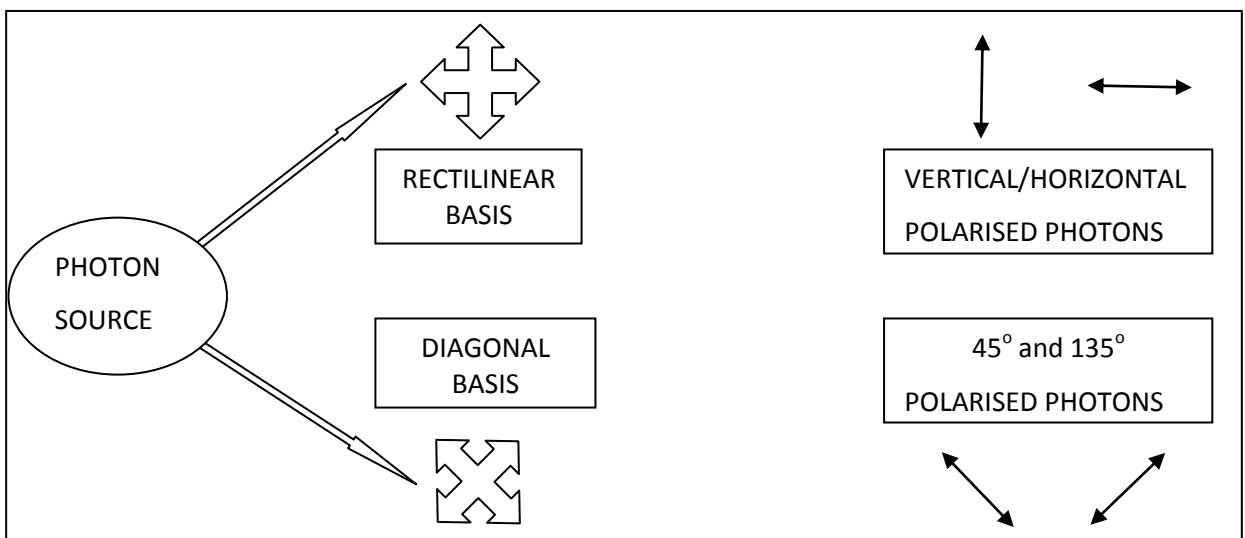 RECTILINEAR
BASIS
VERTICAL/HORIZONTAL
POLARISED PHOTONS
PHOTON
SOURCE
DIAGONAL
BASIS
45° and 135°
POLARISED PHOTONS